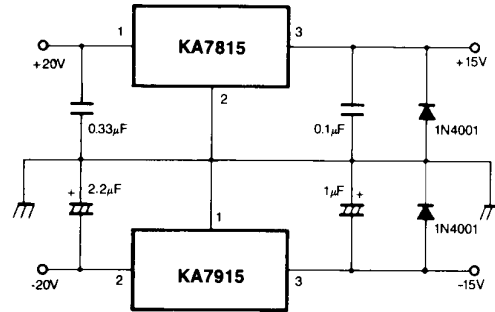 1
KA7815
3
+20V
+15V
2
0.33µF
0.1µF
1N4001
+
2.2µF
1µF
+
1
1N4001
KA7915
-20V
2
3
-15V